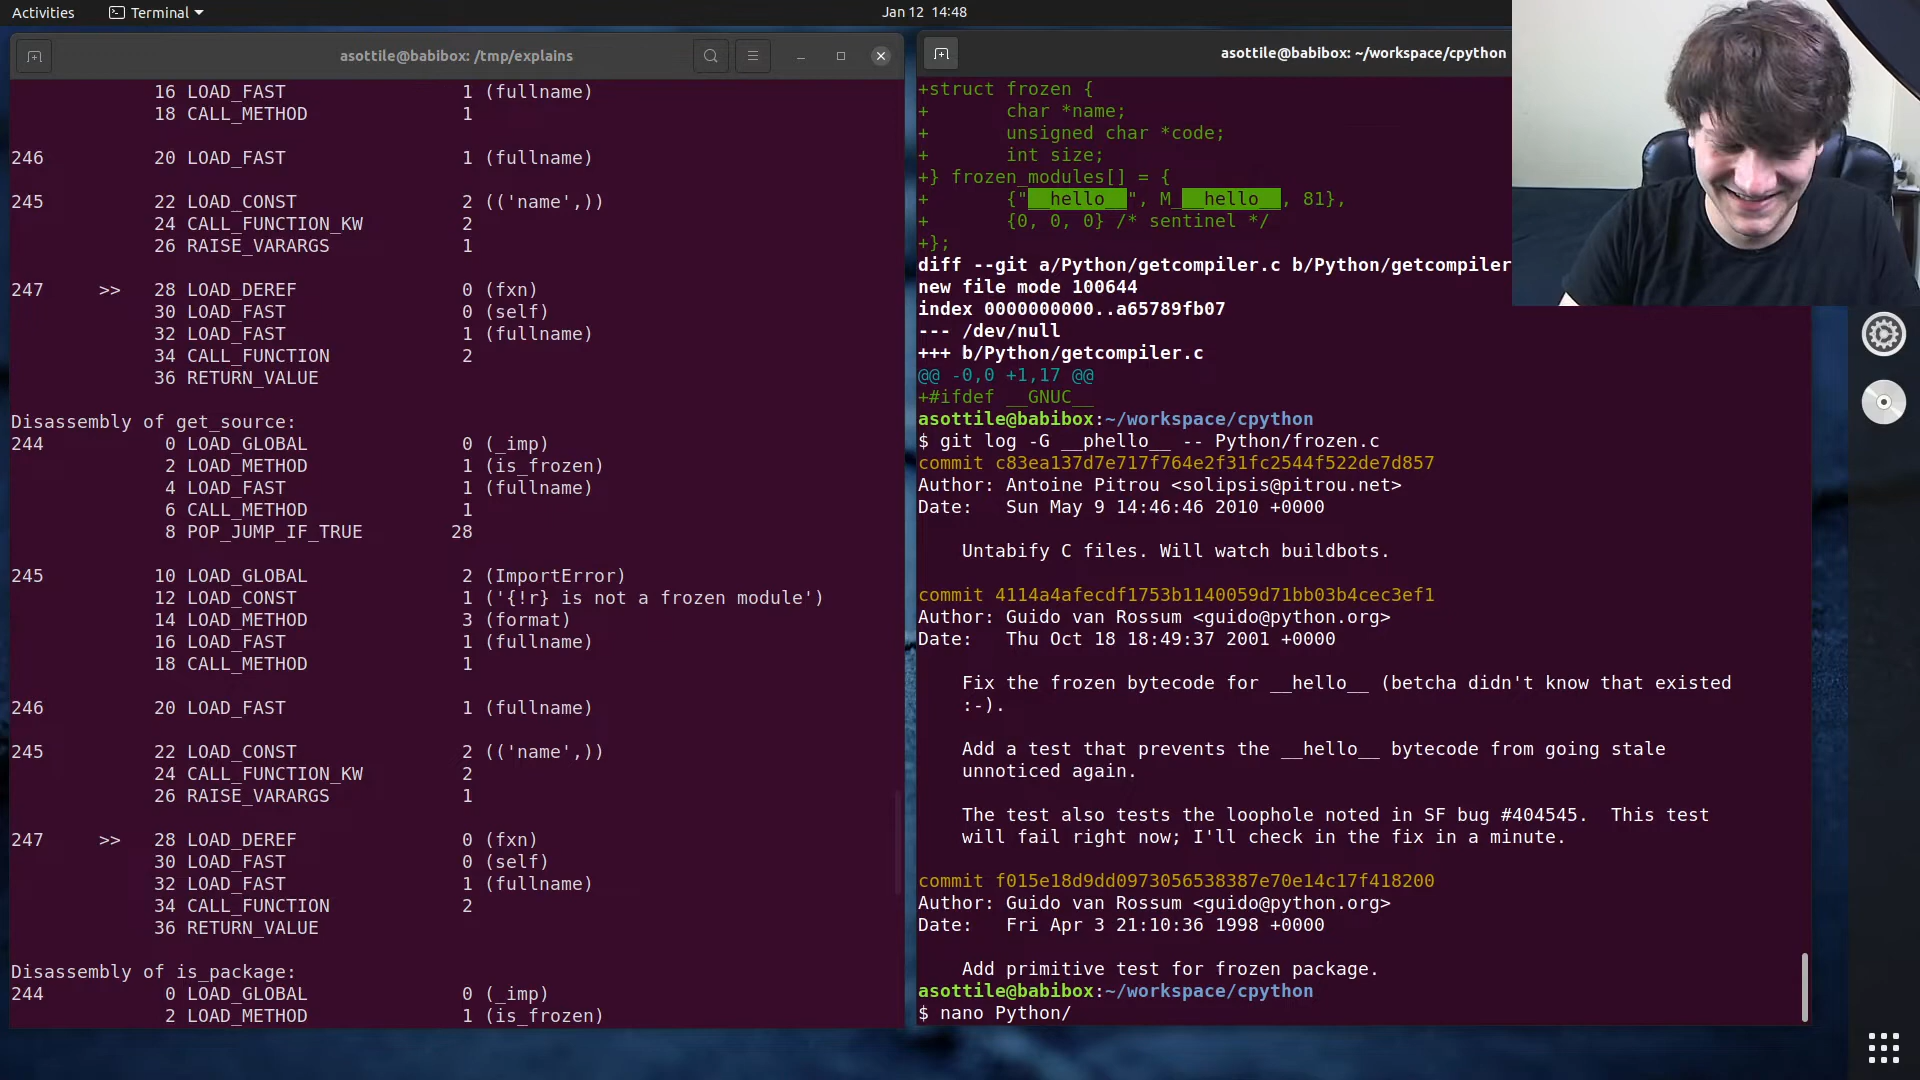 Activities
Terminal
Jan 12 14:48
asottile@babibox: /tmp/explains
16 LOAD_FAST 1 (fullname)
18 CALL_METHOD 1
246 20 LOAD_FAST 1 (fullname)
245 22 LOAD_CONST 2 (('name',))
24 CALL_FUNCTION_KW 2
26 RAISE_VARARGS 1
247 >> 28 LOAD_DEREF 0 (fxn)
30 LOAD_FAST 0 (self)
32 LOAD_FAST 1 (fullname)
34 CALL_FUNCTION 2
36 RETURN_VALUE
Disassembly of get_source:
244 0 LOAD_GLOBAL 0 (_imp)
2 LOAD_METHOD 1 (is_frozen)
4 LOAD_FAST 1 (fullname)
6 CALL_METHOD 1
8 POP_JUMP_IF_TRUE 28
245 10 LOAD_GLOBAL 2 (ImportError)
12 LOAD_CONST 1 ('{!r} is not a frozen module')
14 LOAD_METHOD 3 (format)
16 LOAD_FAST 1 (fullname)
18 CALL_METHOD 1
246 20 LOAD_FAST 1 (fullname)
245 22 LOAD_CONST 2 (('name',))
24 CALL_FUNCTION_KW 2
26 RAISE_VARARGS 1
247 >> 28 LOAD_DEREF 0 (fxn)
30 LOAD_FAST 0 (self)
32 LOAD_FAST 1 (fullname)
34 CALL_FUNCTION 2
36 RETURN_VALUE
Disassembly of is_package:
244 0 LOAD_GLOBAL 0 (_imp)
2 LOAD_METHOD 1 (is_frozen)
asottile@babibox: ~/workspace/cpython
+struct frozen {
+ char *name;
+ unsigned char *code;
+ int size;
+} frozen_modules[] = {
+ {"__hello__", M___hello__, 81},
+ {0, 0, 0} /* sentinel */
+};
diff --git a/Python/getcompiler.c b/Python/getcompiler
new file mode 100644
index 0000000000..a65789fb07
--- /dev/null
+++ b/Python/getcompiler.c
@@ -0,0 +1,17 @@
+#ifdef __GNUC__
asottile@babibox:~/workspace/cpython
$ git log -G __phello__ -- Python/frozen.c
commit c83ea137d7e717f764e2f31fc2544f522de7d857
Author: Antoine Pitrou <solipsis@pitrou.net>
Date: Sun May 9 14:46:46 2010 +0000
Untabify C files. Will watch buildbots.
commit 4114a4afecdf1753b1140059d71bb03b4cec3ef1
Author: Guido van Rossum <guido@python.org>
Date: Thu Oct 18 18:49:37 2001 +0000
Fix the frozen bytecode for __hello__ (betcha didn't know that existed
:-).
Add a test that prevents the __hello__ bytecode from going stale
unnoticed again.
The test also tests the loophole noted in SF bug #404545. This test
will fail right now; I'll check in the fix in a minute.
commit f015e18d9dd0973056538387e70e14c17f418200
Author: Guido van Rossum <guido@python.org>
Date: Fri Apr 3 21:10:36 1998 +0000
Add primitive test for frozen package.
asottile@babibox:~/workspace/cpython
$ nano Python/